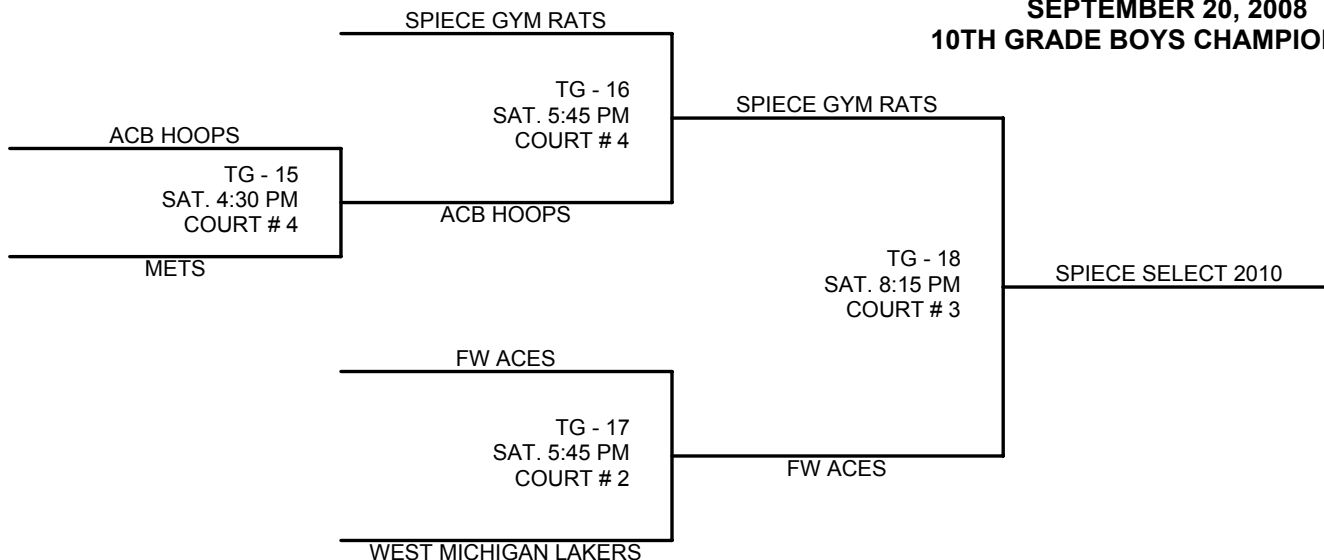 SEPTEMBER 20, 2008
10TH GRADE BOYS
SPIECE GYM RATS
TG - 16
SAT. 5:45 PM
COURT # 4
SPIECE GYM RATS
ACB HOOPS
TG - 15
SAT. 4:30 PM
COURT # 4
ACB HOOPS
METS
TG - 18
SAT. 8:15 PM
COURT # 3
SPIECE SELECT 2010
FW ACES
TG - 17
SAT. 5:45 PM
COURT # 2
FW ACES
WEST MICHIGAN LAKERS